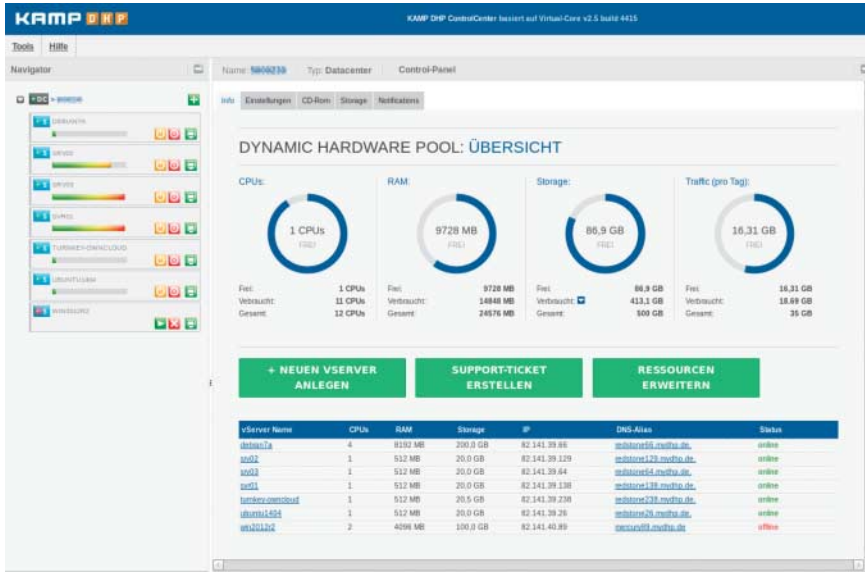 KAMP DHP
KAMP DHP ControlCenter basiert auf Virtual-Core v2.5 build 4415
Tools Hilfe
Navigator
Name: Typ: Datacenter Control-Panel
DC
Info Einstellungen CD-Rom Storage Notifications
DEBIAN7A
SRV02
SRV03
SVR01
TURNKEY-OWNCLOUD
UBUNTU1404
WIN2012R2
DYNAMIC HARDWARE POOL: ÜBERSICHT
CPUs: RAM: Storage: Traffic (pro Tag):
1 CPUs 9728 MB 86,9 GB 16,31 GB
FREI FREI FREI FREI
Frei: 1 CPUs Frei: 9728 MB Frei: 86,9 GB Frei: 16,31 GB
Verbraucht: 11 CPUs Verbraucht: 14848 MB Verbraucht: 413,1 GB Verbraucht: 18,69 GB
Gesamt: 12 CPUs Gesamt: 24576 MB Gesamt: 500 GB Gesamt: 35 GB
+ NEUEN VSERVER
ANLEGEN
SUPPORT-TICKET
ERSTELLEN
RESSOURCEN
ERWEITERN
vServer Name CPUs RAM Storage IP DNS-Alias Status
debian7a 4 8192 MB 200,0 GB 82.141.39.66 redstone66.mydhp.de. online
srv02 1 512 MB 20,0 GB 82.141.39.129 redstone129.mydhp.de. online
srv03 1 512 MB 20,0 GB 82.141.39.64 redstone64.mydhp.de. online
svr01 1 512 MB 20,0 GB 82.141.39.138 redstone138.mydhp.de. online
turnkey-owncloud 1 512 MB 20,5 GB 82.141.39.238 redstone238.mydhp.de. online
ubuntu1404 1 512 MB 20,0 GB 82.141.39.26 redstone26.mydhp.de. online
win2012r2 2 4096 MB 100,0 GB 82.141.40.89 mercury89.mydhp.de offline